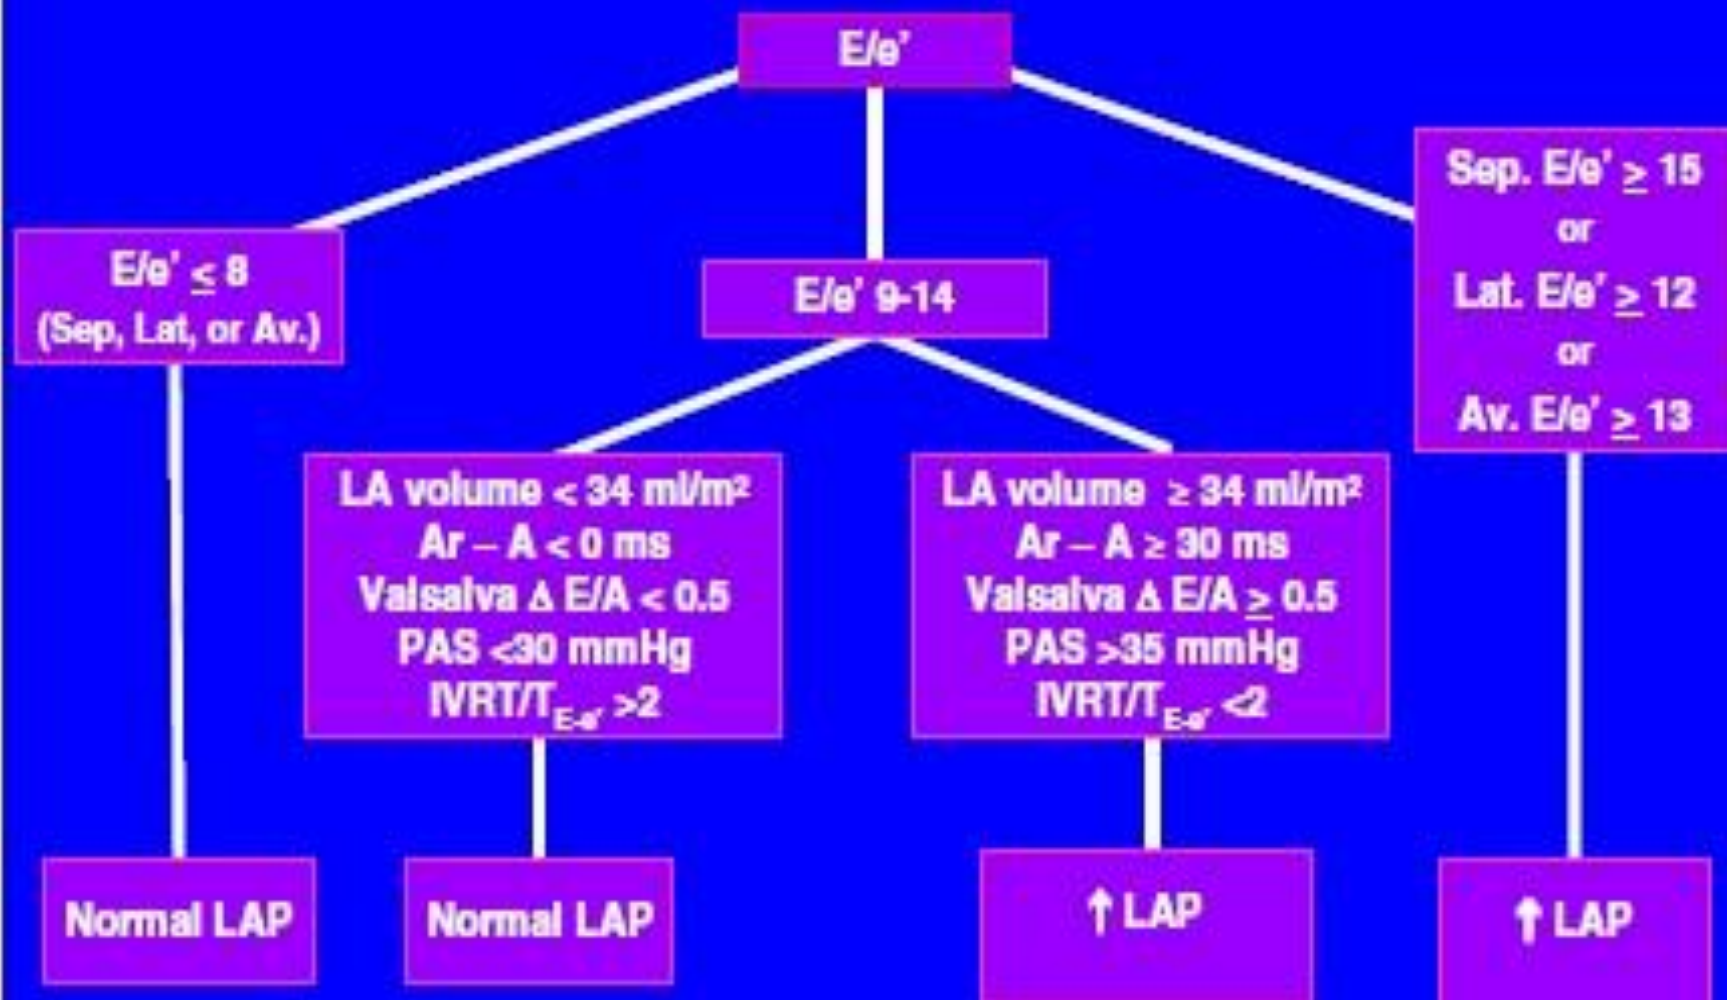 E/e’
Sep. E/e’ ≥ 15
or
Lat. E/e’ ≥ 12
or
Av. E/e’ ≥ 13
E/e’ ≤ 8
(Sep, Lat, or Av.)
E/e’ 9-14
LA volume < 34 ml/m²
Ar – A < 0 ms
Valsalva Δ E/A < 0.5
PAS <30 mmHg
IVRT/T E-e’ >2
LA volume ≥ 34 ml/m²
Ar – A ≥ 30 ms
Valsalva Δ E/A ≥ 0.5
PAS >35 mmHg
IVRT/T E-e’ <2
Normal LAP
Normal LAP
↑ LAP
↑ LAP